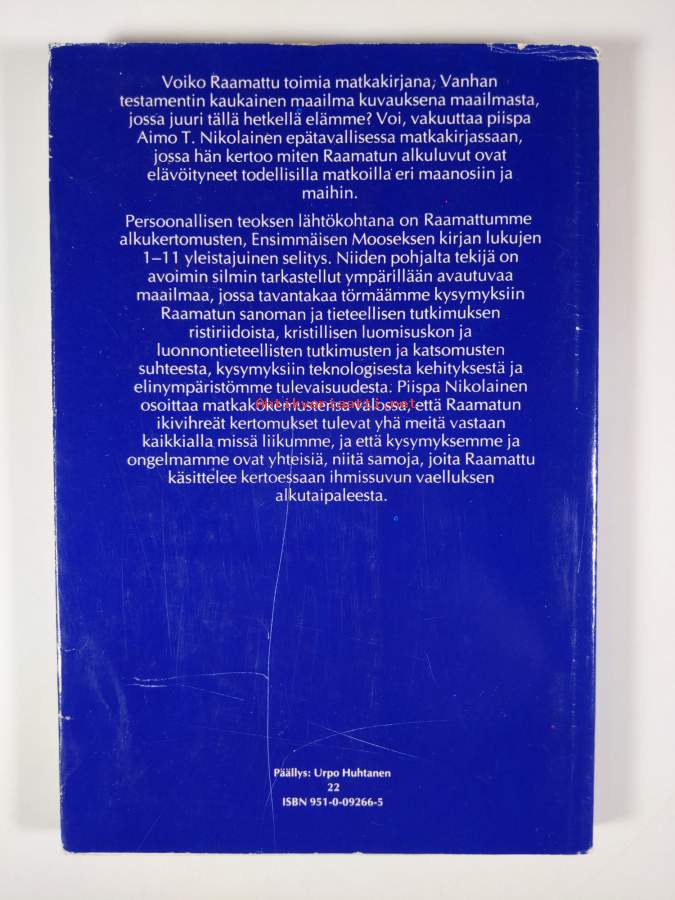 Voiko Raamattu toimia matkakirjana, Vanhan
testamentin kaukainen maailma kuvauksena maailmasta,
jossa juuri tällä hetkellä elämme? Voi, vakuuttaa piispa
Aimo T. Nikolainen epätavallisessa matkakirjassaan,
jossa hän kertoo miten Raamatun alkuluvut ovat
elävöityneet todellisilla matkoilla eri maanosiin ja
maihin.
Persoonallisen teoksen lähtökohtana on Raamattumme
alkukertomusten, Ensimmäisen Mooseksen kirjan lukujen
1–11 yleistajuinen selitys. Niiden pohjalta tekijä on
avoimin silmin tarkastellut ympärillään avautuvaa
maailmaa, jossa tavantakaa törmäämme kysymyksiin
Raamatun sanoman ja tieteellisen tutkimuksen
ristiriidoista, kristillisen luomisuskon ja
luonnontieteellisten tutkimusten ja katsomusten
suhteesta, kysymyksiin teknologisesta kehityksestä ja
elinympäristömme tulevaisuudesta. Piispa Nikolainen
osoittaa matkakokemustensa valossa, että Raamatun
Antikvariaatti.net
ikivihreät kertomukset tulevat yhä meitä vastaan
kaikkialla missä liikumme, ja että kysymyksemme ja
ongelmamme ovat yhteisiä, niitä samoja, joita Raamattu
käsittelee kertoessaan ihmissuvun vaelluksen
alkutaipaleesta.
Päällys: Urpo Huhtanen
22
ISBN 951-0-09266-5